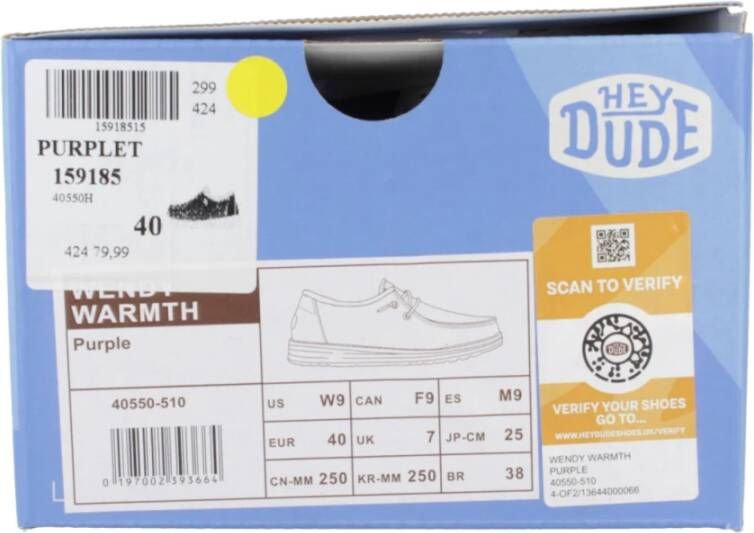 15918515
299
424
PURPLET
159185
40550H
40
424 79,99
HEY
DUDE
WENDY
WARMTH
Purple
40550-510
US W9 CAN F9 ES M9
EUR 40 UK 7 JP-CM 25
CN-MM 250 KR-MM 250 BR 38
0 197002 393664
SCAN TO VERIFY
HEY
DUDE
VERIFY YOUR SHOES
GO TO...
WWW.HEYDUDESHOES.UK/VERIFY
WENDY WARMTH
PURPLE
40550-510
4-OF2/13644000066